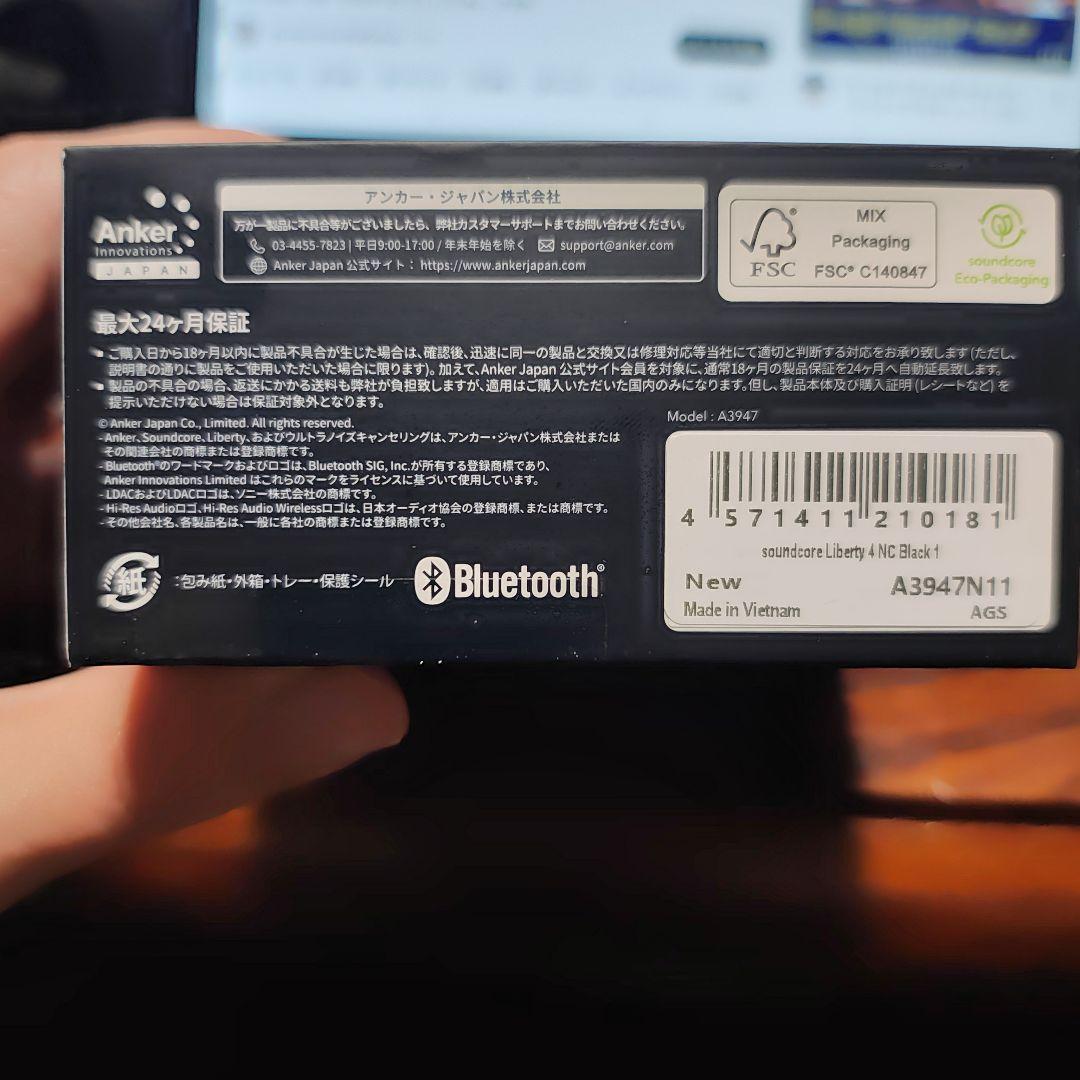 Anker
Innovations
JAPAN
アンカー・ジャパン株式会社
万が一製品に不具合等がございましたら、弊社カスタマーサポートまでお問い合わせください。
03-4455-7823 | 平日9:00-17:00 / 年末年始を除く support@anker.com
Anker Japan 公式サイト： https://www.ankerjapan.com
FSC®
MIX
Packaging
FSC® C140847
soundcore
Eco-Packaging
最大24ヶ月保証
• ご購入日から18ヶ月以内に製品不具合が生じた場合は、確認後、迅速に同一の製品と交換又は修理対応等当社にて適切と判断する対応をお承り致します(ただし、
説明書の通りに製品をご使用いただいた場合に限ります)。加えて、Anker Japan 公式サイト会員を対象に、通常18ヶ月の製品保証を24ヶ月へ自動延長致します。
• 製品の不具合の場合、返送にかかる送料も弊社が負担致しますが、適用はご購入いただいた国内のみになります。但し、製品本体及び購入証明(レシートなど)を
提示いただけない場合は保証対象外となります。
© Anker Japan Co., Limited. All rights reserved.
- Anker、Soundcore、Liberty、およびウルトラノイズキャンセリングは、アンカー・ジャパン株式会社または
その関連会社の商標または登録商標です。
- Bluetooth®のワードマークおよびロゴは、Bluetooth SIG, Inc.が所有する登録商標であり、
Anker Innovations Limited はこれらのマークをライセンスに基づいて使用しています。
- LDACおよびLDACロゴは、ソニー株式会社の商標です。
- Hi-Res Audioロゴ、Hi-Res Audio Wirelessロゴは、日本オーディオ協会の登録商標、または商標です。
- その他会社名、各製品名は、一般に各社の商標または登録商標です。
紙 :包み紙・外箱・トレー・保護シール
Bluetooth®
Model : A3947
4 571411 210181
soundcore Liberty 4 NC Black 1
New A3947N11
Made in Vietnam AGS